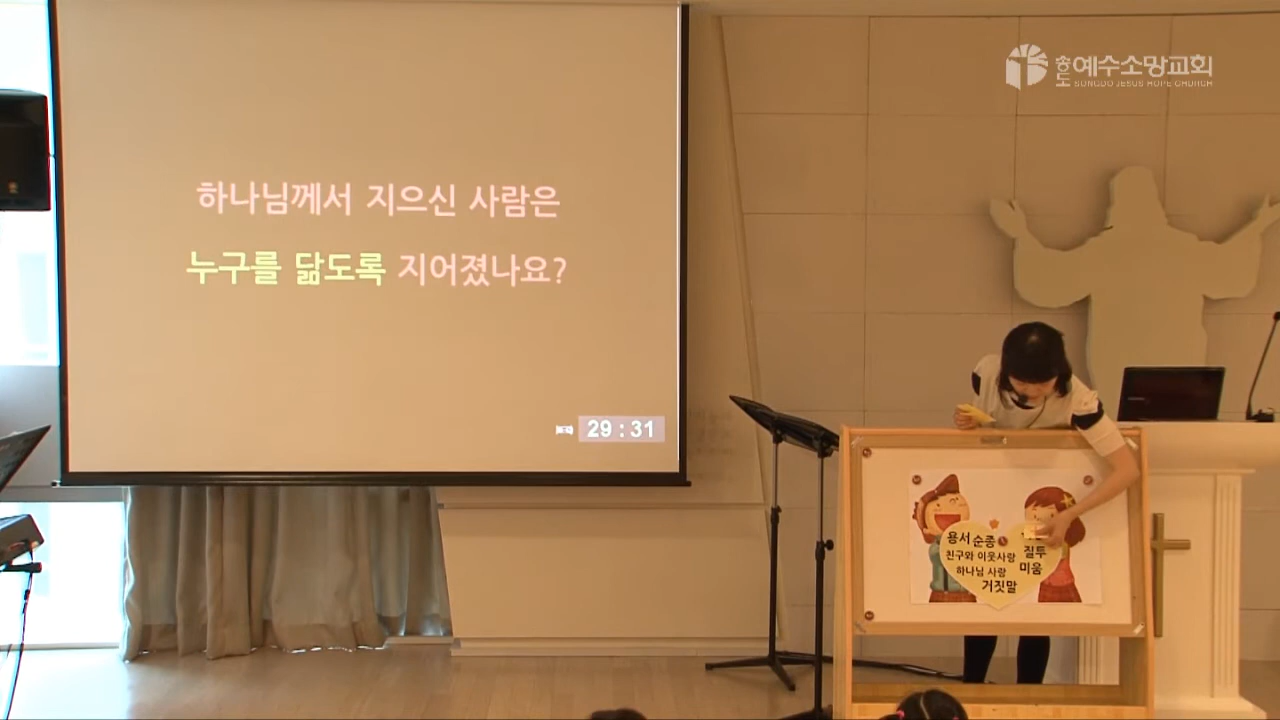 하나님께서 지으신 사람은
누구를 닮도록 지어졌나요?
29 : 31
송도 예수소망교회
SONGDO JESUS HOPE CHURCH
용서 순종
친구와 이웃사랑
하나님 사랑
질투
미움
거짓말